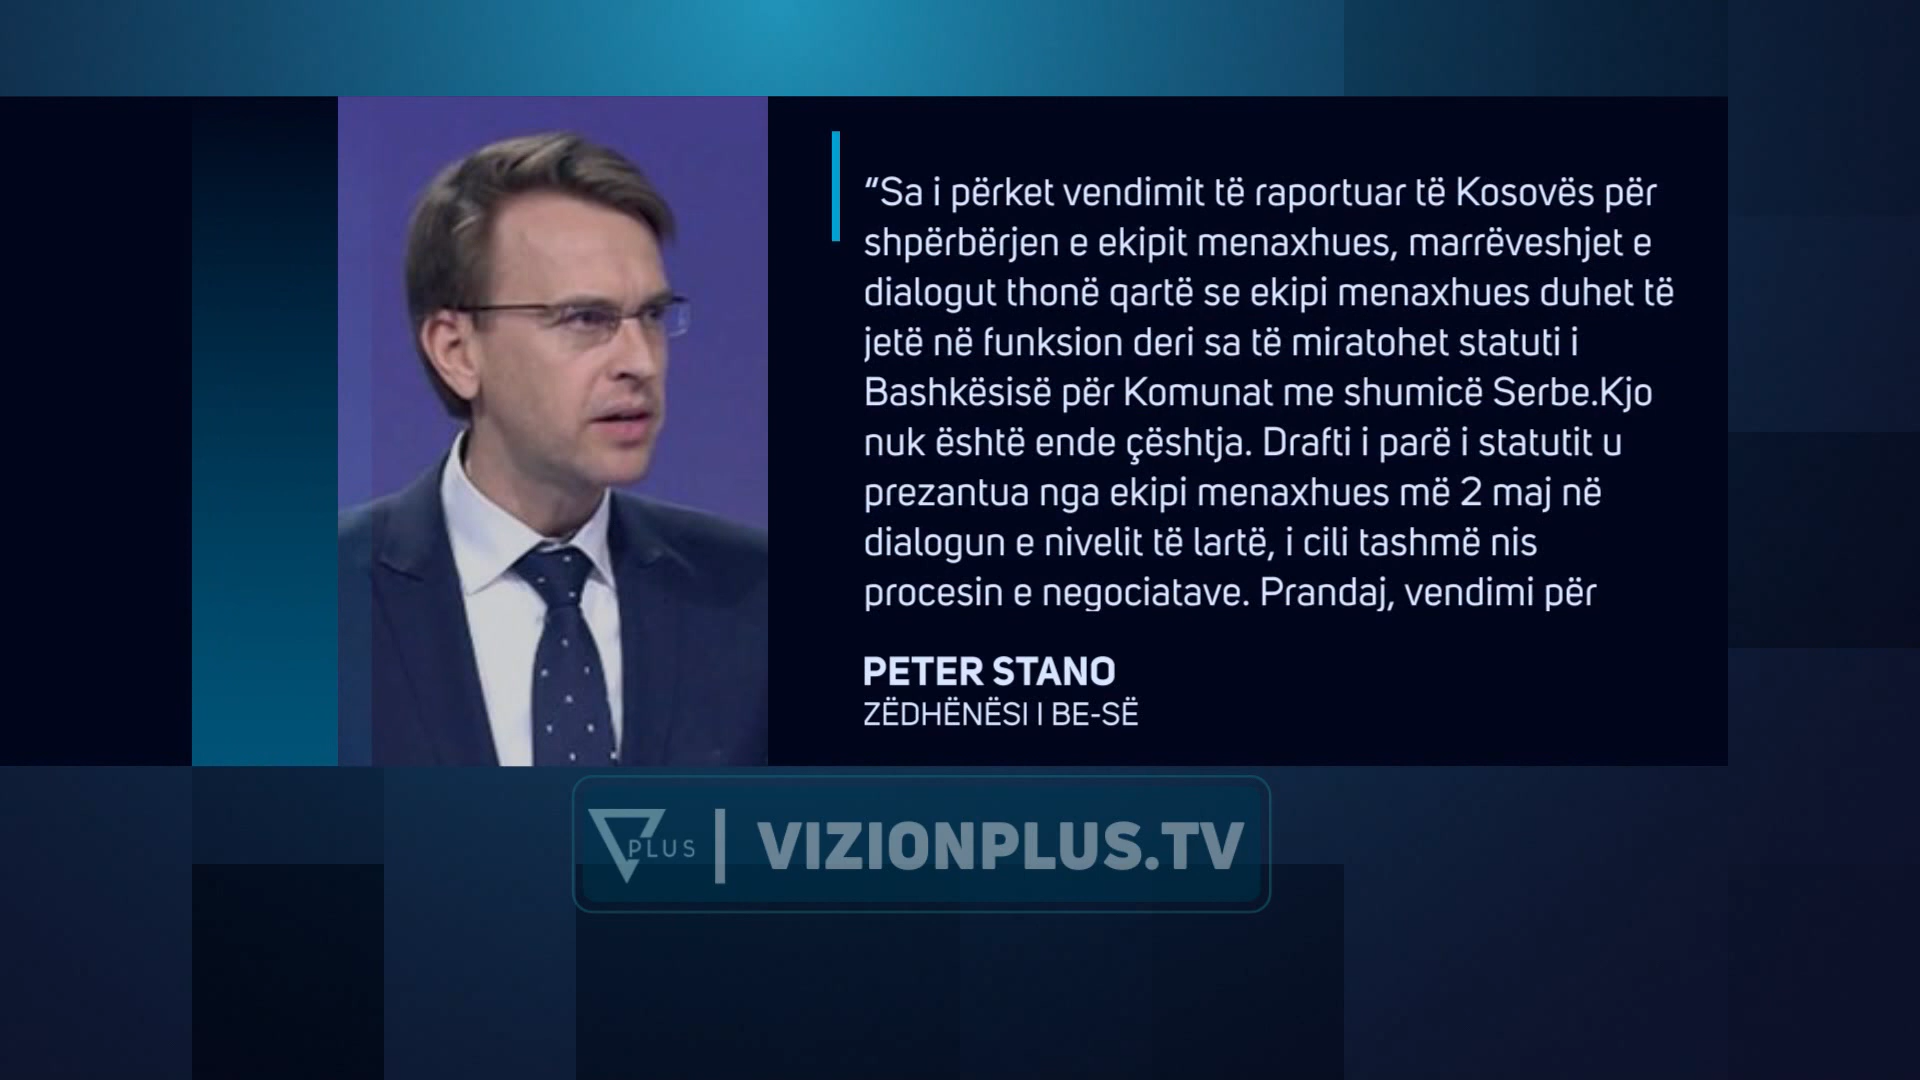 “Sa i përket vendimit të raportuar të Kosovës për
shpërbërjen e ekipit menaxhues, marrëveshjet e
dialogut thonë qartë se ekipi menaxhues duhet të
jetë në funksion deri sa të miratohet statuti i
Bashkësisë për Komunat me shumicë Serbe.Kjo
nuk është ende çështja. Drafti i parë i statutit u
prezantua nga ekipi menaxhues më 2 maj në
dialogun e nivelit të lartë, i cili tashmë nis
procesin e negociatave. Prandaj, vendimi për
PETER STANO
ZËDHËNËSI I BE-SË
PLUS | VIZIONPLUS.TV